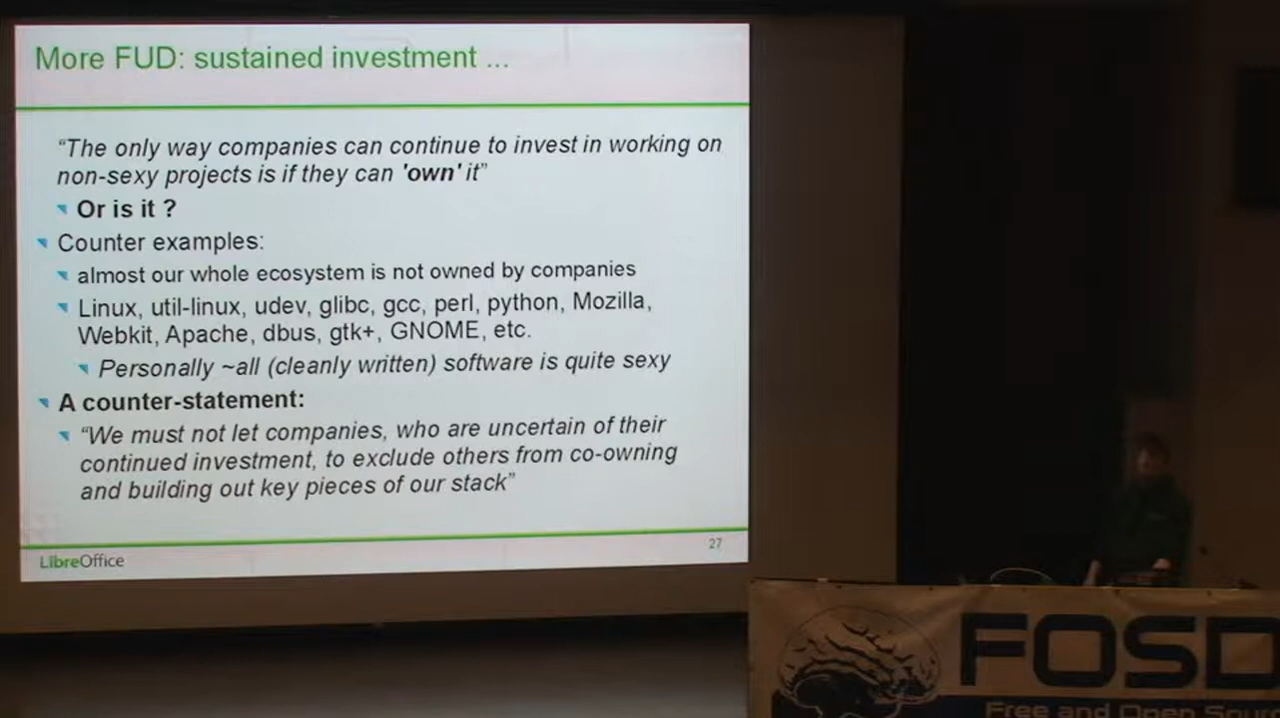 More FUD: sustained investment ...
“The only way companies can continue to invest in working on
non-sexy projects is if they can 'own' it”
Or is it ?
Counter examples:
almost our whole ecosystem is not owned by companies
Linux, util-linux, udev, glibc, gcc, perl, python, Mozilla,
Webkit, Apache, dbus, gtk+, GNOME, etc.
Personally ~all (cleanly written) software is quite sexy
A counter-statement:
“We must not let companies, who are uncertain of their
continued investment, to exclude others from co-owning
and building out key pieces of our stack”
LibreOffice
27
FOSD
Free and Open Sour